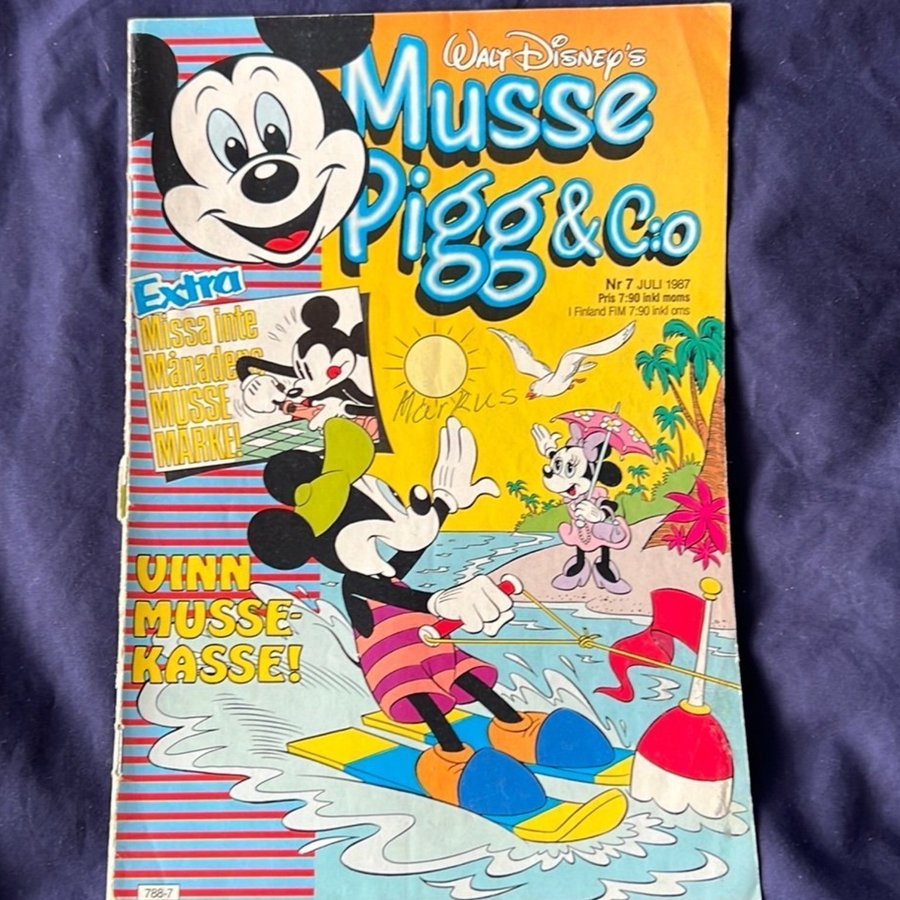 WALT DISNEY'S
Musse
Pigg & C:o
Nr 7 JULI 1987
Pris 7:90 inkl moms
I Finland FIM 7:90 inkl oms
Extra
Missa inte
Månadens
MUSSE
MÄRKE!
Markus
VINN
MUSSE-
KASSE!
788-7